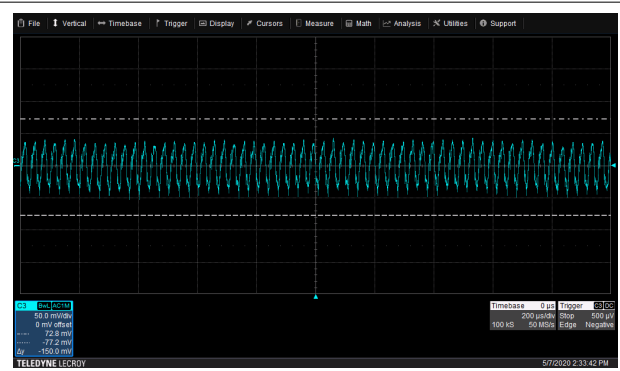 File Vertical Timebase Trigger Display Cursors Measure Math Analysis Utilities Support
C3
C3 BwL AC1M
50.0 mV/div
0 mV offset
72.8 mV
-77.2 mV
Δy -150.0 mV
Timebase 0 µs
200 µs/div
100 kS 50 MS/s
Trigger C3 DC
Stop 500 µV
Edge Negative
TELEDYNE LECROY
5/7/2020 2:33:42 PM